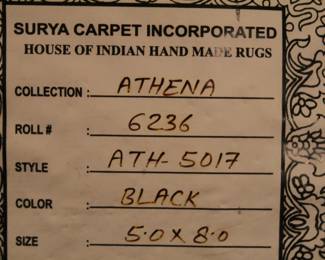 SURYA CARPET INCORPORATED
HOUSE OF INDIAN HAND MADE RUGS
COLLECTION : ATHENA
ROLL # : 6236
STYLE : ATH-5017
COLOR : BLACK
SIZE : 5.0 X 8.0